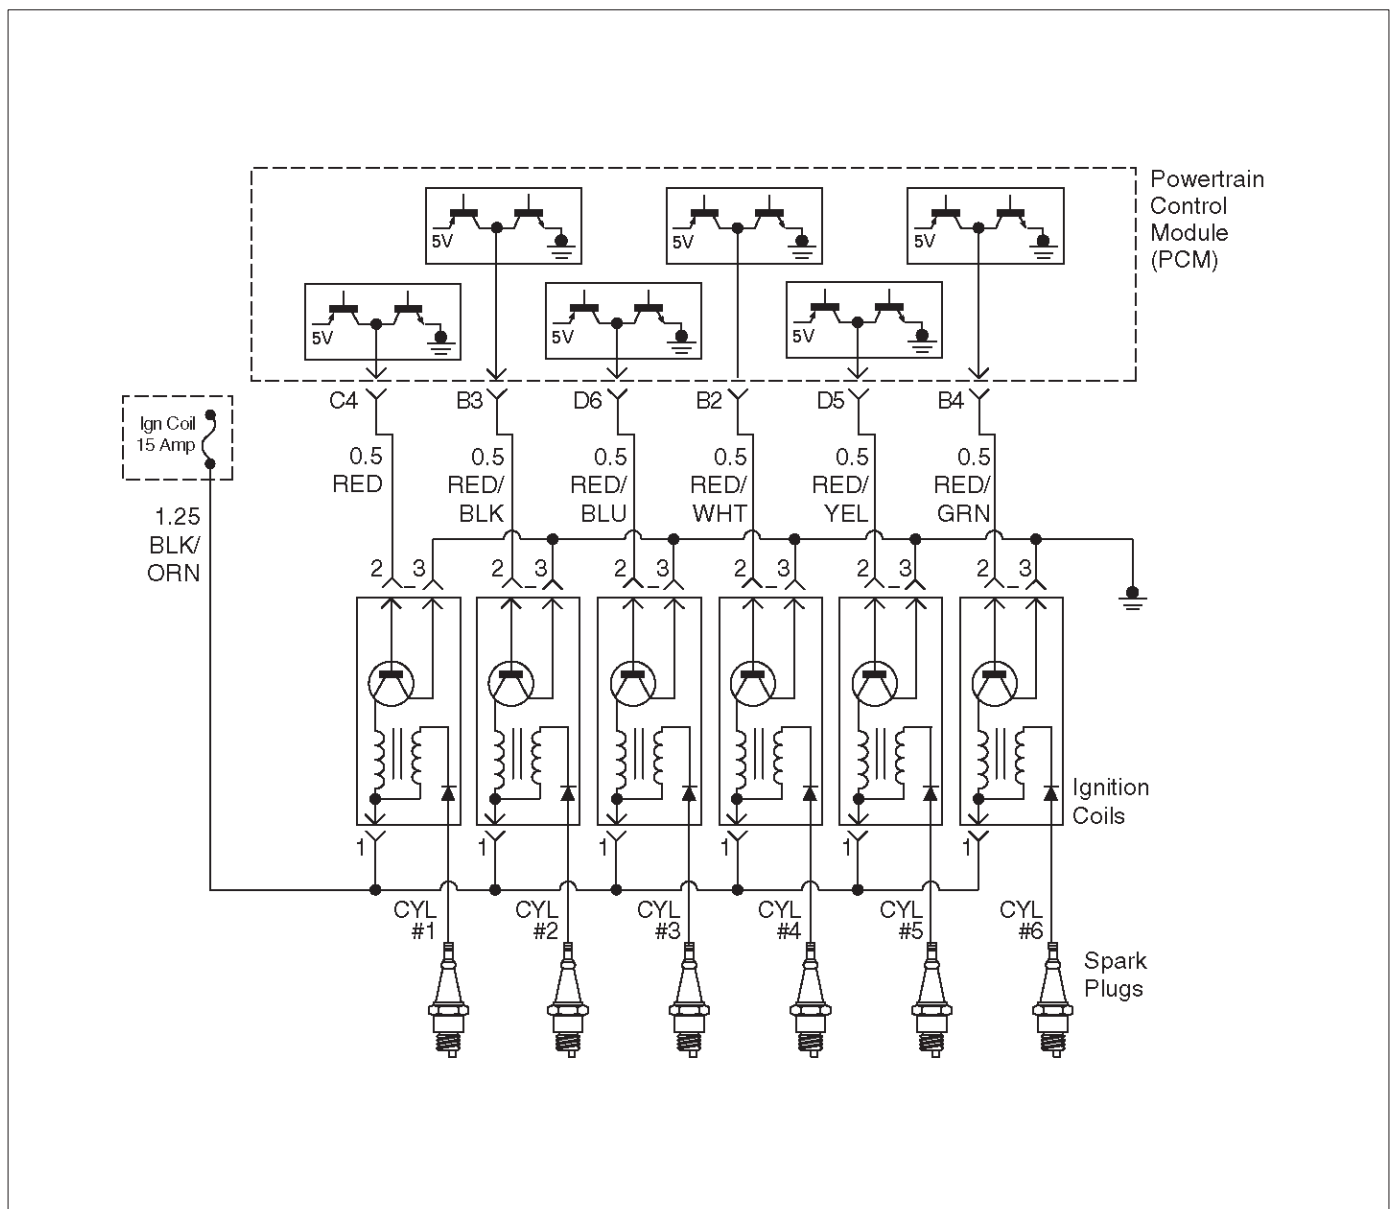 Powertrain
Control
Module
(PCM)
5V
5V
5V
5V
5V
5V
C4
B3
D6
B2
D5
B4
Ign Coil
15 Amp
0.5
RED
0.5
RED/
BLK
0.5
RED/
BLU
0.5
RED/
WHT
0.5
RED/
YEL
0.5
RED/
GRN
1.25
BLK/
ORN
2 3
2 3
2 3
2 3
2 3
2 3
Ignition
Coils
1
1
1
1
1
1
CYL
#1
CYL
#2
CYL
#3
CYL
#4
CYL
#5
CYL
#6
Spark
Plugs